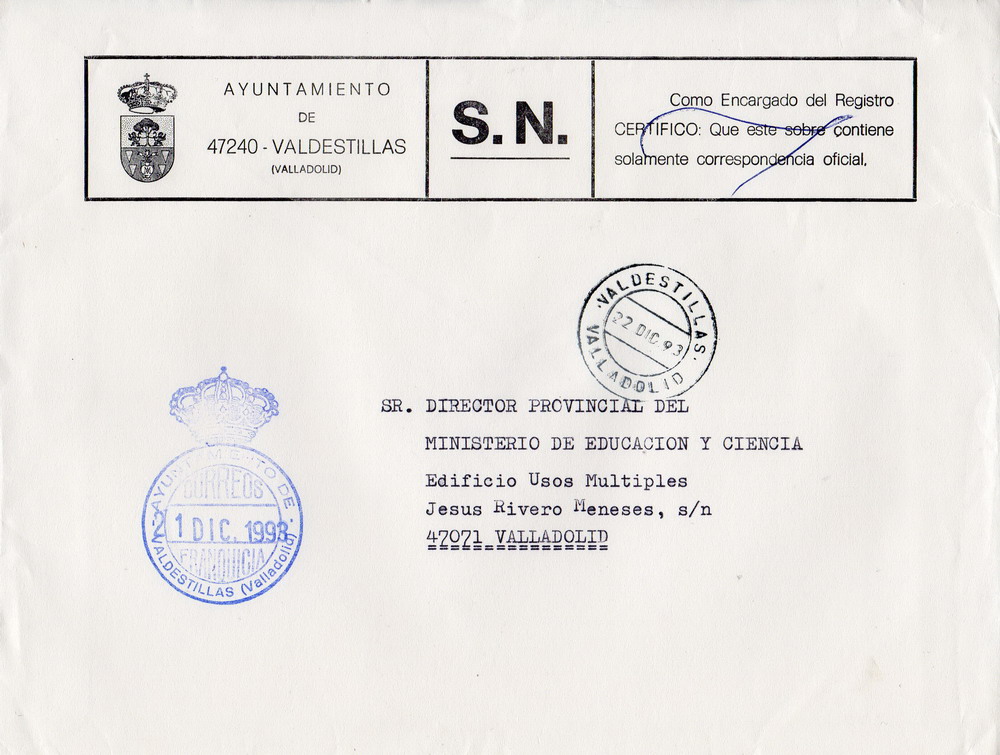 AYUNTAMIENTO
DE
47240 - VALDESTILLAS
(VALLADOLID)
S. N.
Como Encargado del Registro
CERTIFICO: Que este sobre contiene
solamente correspondencia oficial.
· VALDESTILLAS ·
22 DIC 93
VALLADOLID
SR. DIRECTOR PROVINCIAL DEL
MINISTERIO DE EDUCACION Y CIENCIA
Edificio Usos Multiples
Jesus Rivero Meneses, s/n
47071 VALLADOLID
AYUNTAMIENTO DE
CORREOS
21 DIC. 1993
FRANQUICIA
VALDESTILLAS (Valladolid)